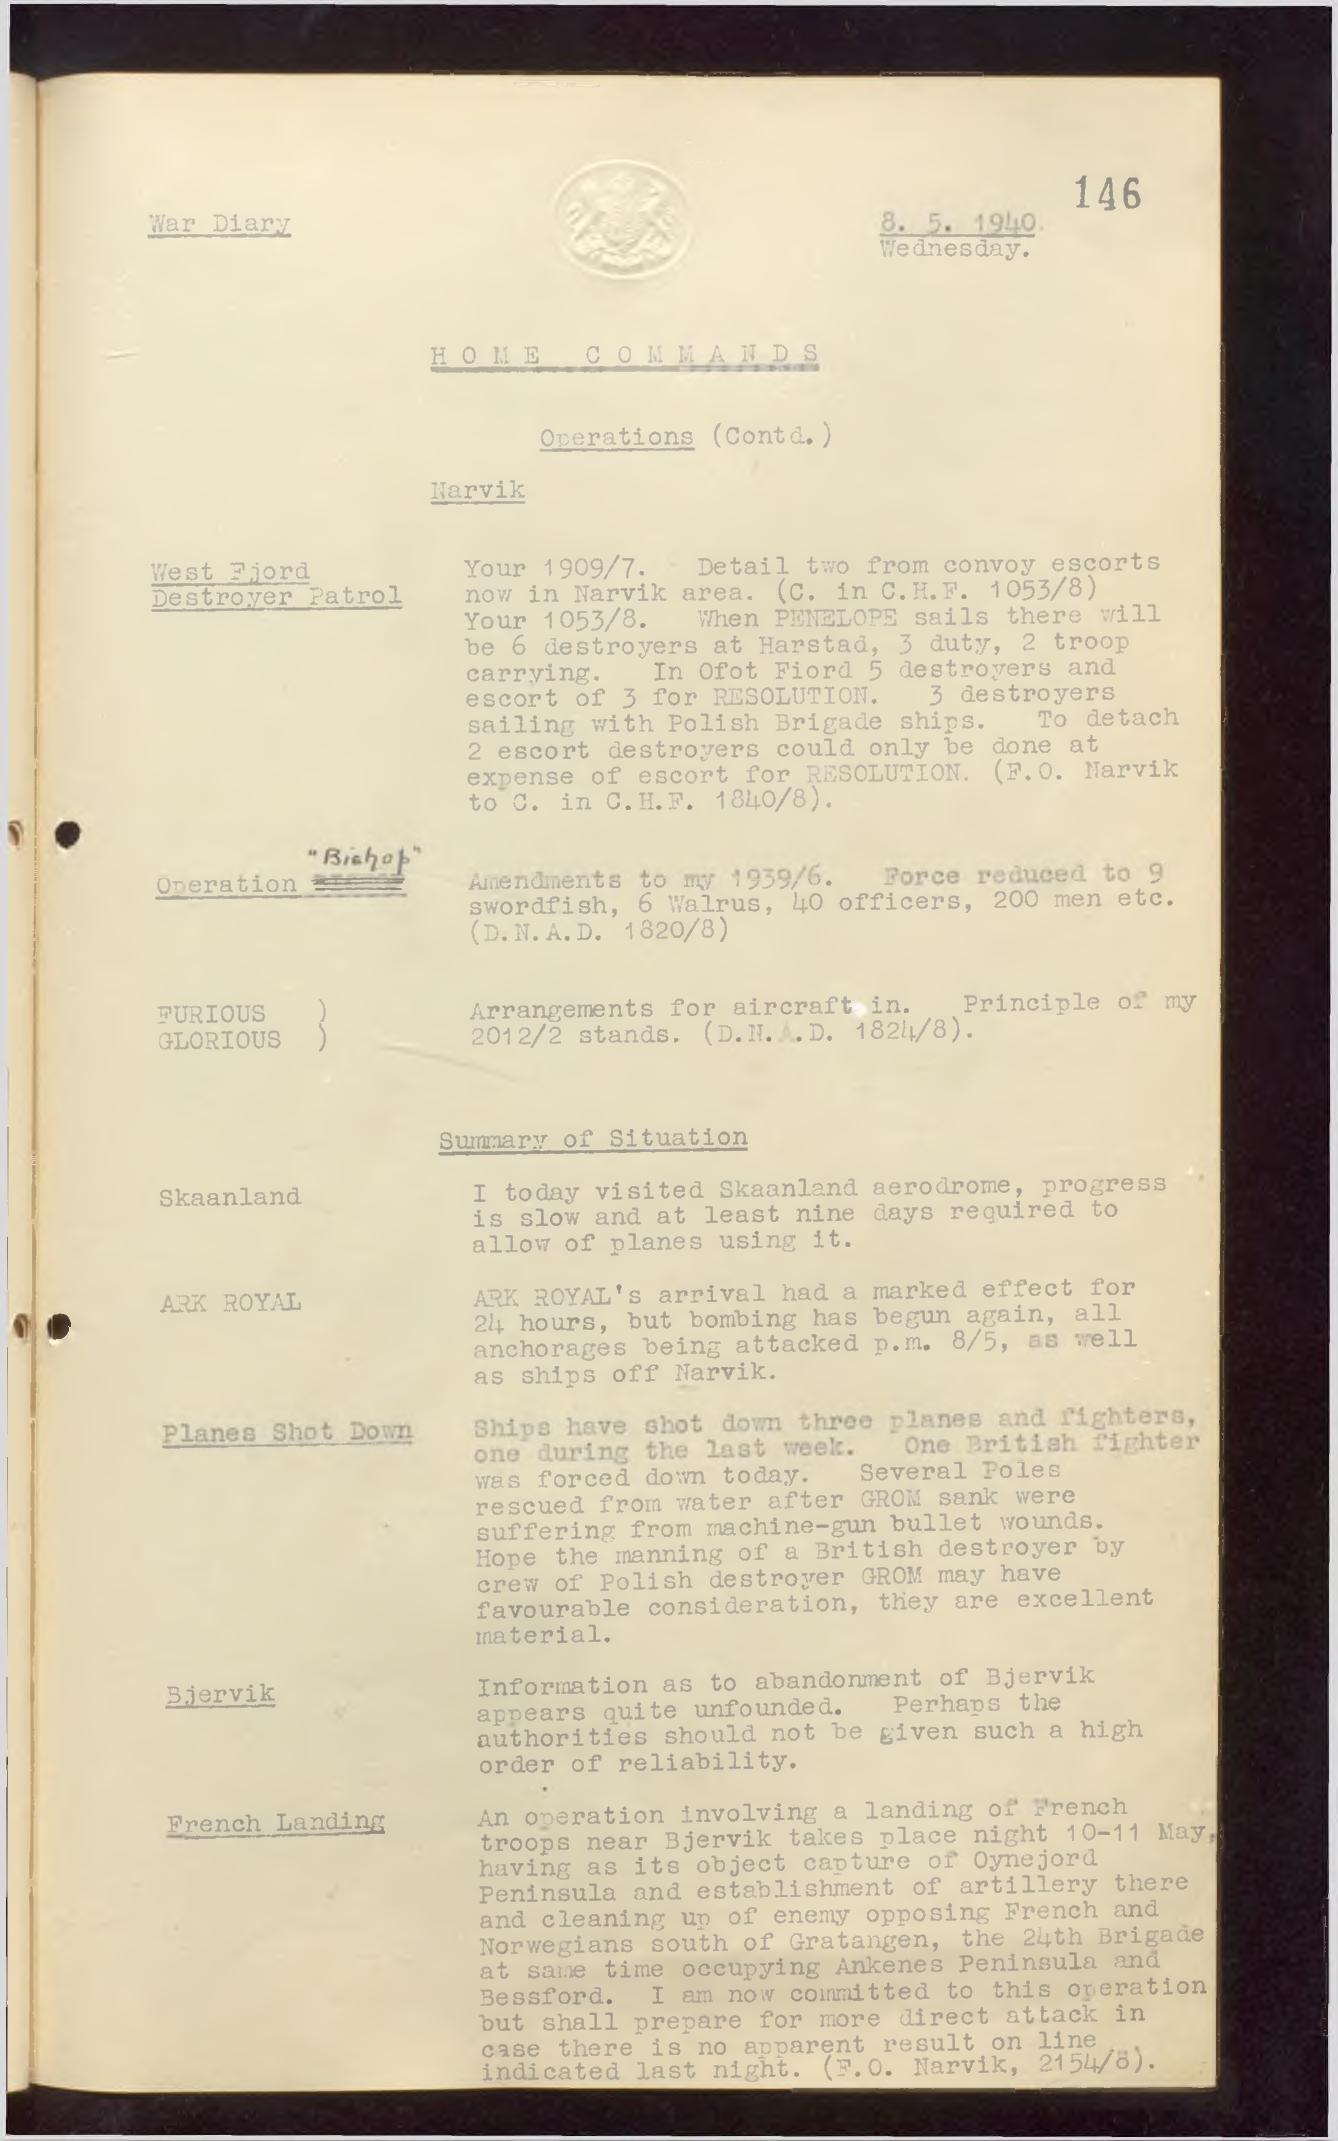 146
War Diary
8. 5. 1940.
Wednesday.
HOME COMMANDS
Operations (Contd.)
Narvik
West Fjord
Destroyer Patrol
Your 1909/7. Detail two from convoy escorts
now in Narvik area. (C. in C.H.F. 1053/8)
Your 1053/8. When PENELOPE sails there will
be 6 destroyers at Harstad, 3 duty, 2 troop
carrying. In Ofot Fiord 5 destroyers and
escort of 3 for RESOLUTION. 3 destroyers
sailing with Polish Brigade ships. To detach
2 escort destroyers could only be done at
expense of escort for RESOLUTION. (F.O. Narvik
to C. in C.H.F. 1840/8).
"Bishop"
Operation
Amendments to my 1939/6. Force reduced to 9
swordfish, 6 Walrus, 40 officers, 200 men etc.
(D.N.A.D. 1820/8)
FURIOUS )
GLORIOUS )
Arrangements for aircraft in. Principle of my
2012/2 stands. (D.N.A.D. 1824/8).
Summary of Situation
Skaanland
I today visited Skaanland aerodrome, progress
is slow and at least nine days required to
allow of planes using it.
ARK ROYAL
ARK ROYAL's arrival had a marked effect for
24 hours, but bombing has begun again, all
anchorages being attacked p.m. 8/5, as well
as ships off Narvik.
Planes Shot Down
Ships have shot down three planes and fighters,
one during the last week. One British fighter
was forced down today. Several Poles
rescued from water after GROM sank were
suffering from machine-gun bullet wounds.
Hope the manning of a British destroyer by
crew of Polish destroyer GROM may have
favourable consideration, they are excellent
material.
Bjervik
Information as to abandonment of Bjervik
appears quite unfounded. Perhaps the
authorities should not be given such a high
order of reliability.
French Landing
An operation involving a landing of French
troops near Bjervik takes place night 10-11 May,
having as its object capture of Oynejord
Peninsula and establishment of artillery there
and cleaning up of enemy opposing French and
Norwegians south of Gratangen, the 24th Brigade
at same time occupying Ankenes Peninsula and
Bessford. I am now committed to this operation
but shall prepare for more direct attack in
case there is no apparent result on line
indicated last night. (F.O. Narvik, 2154/8).